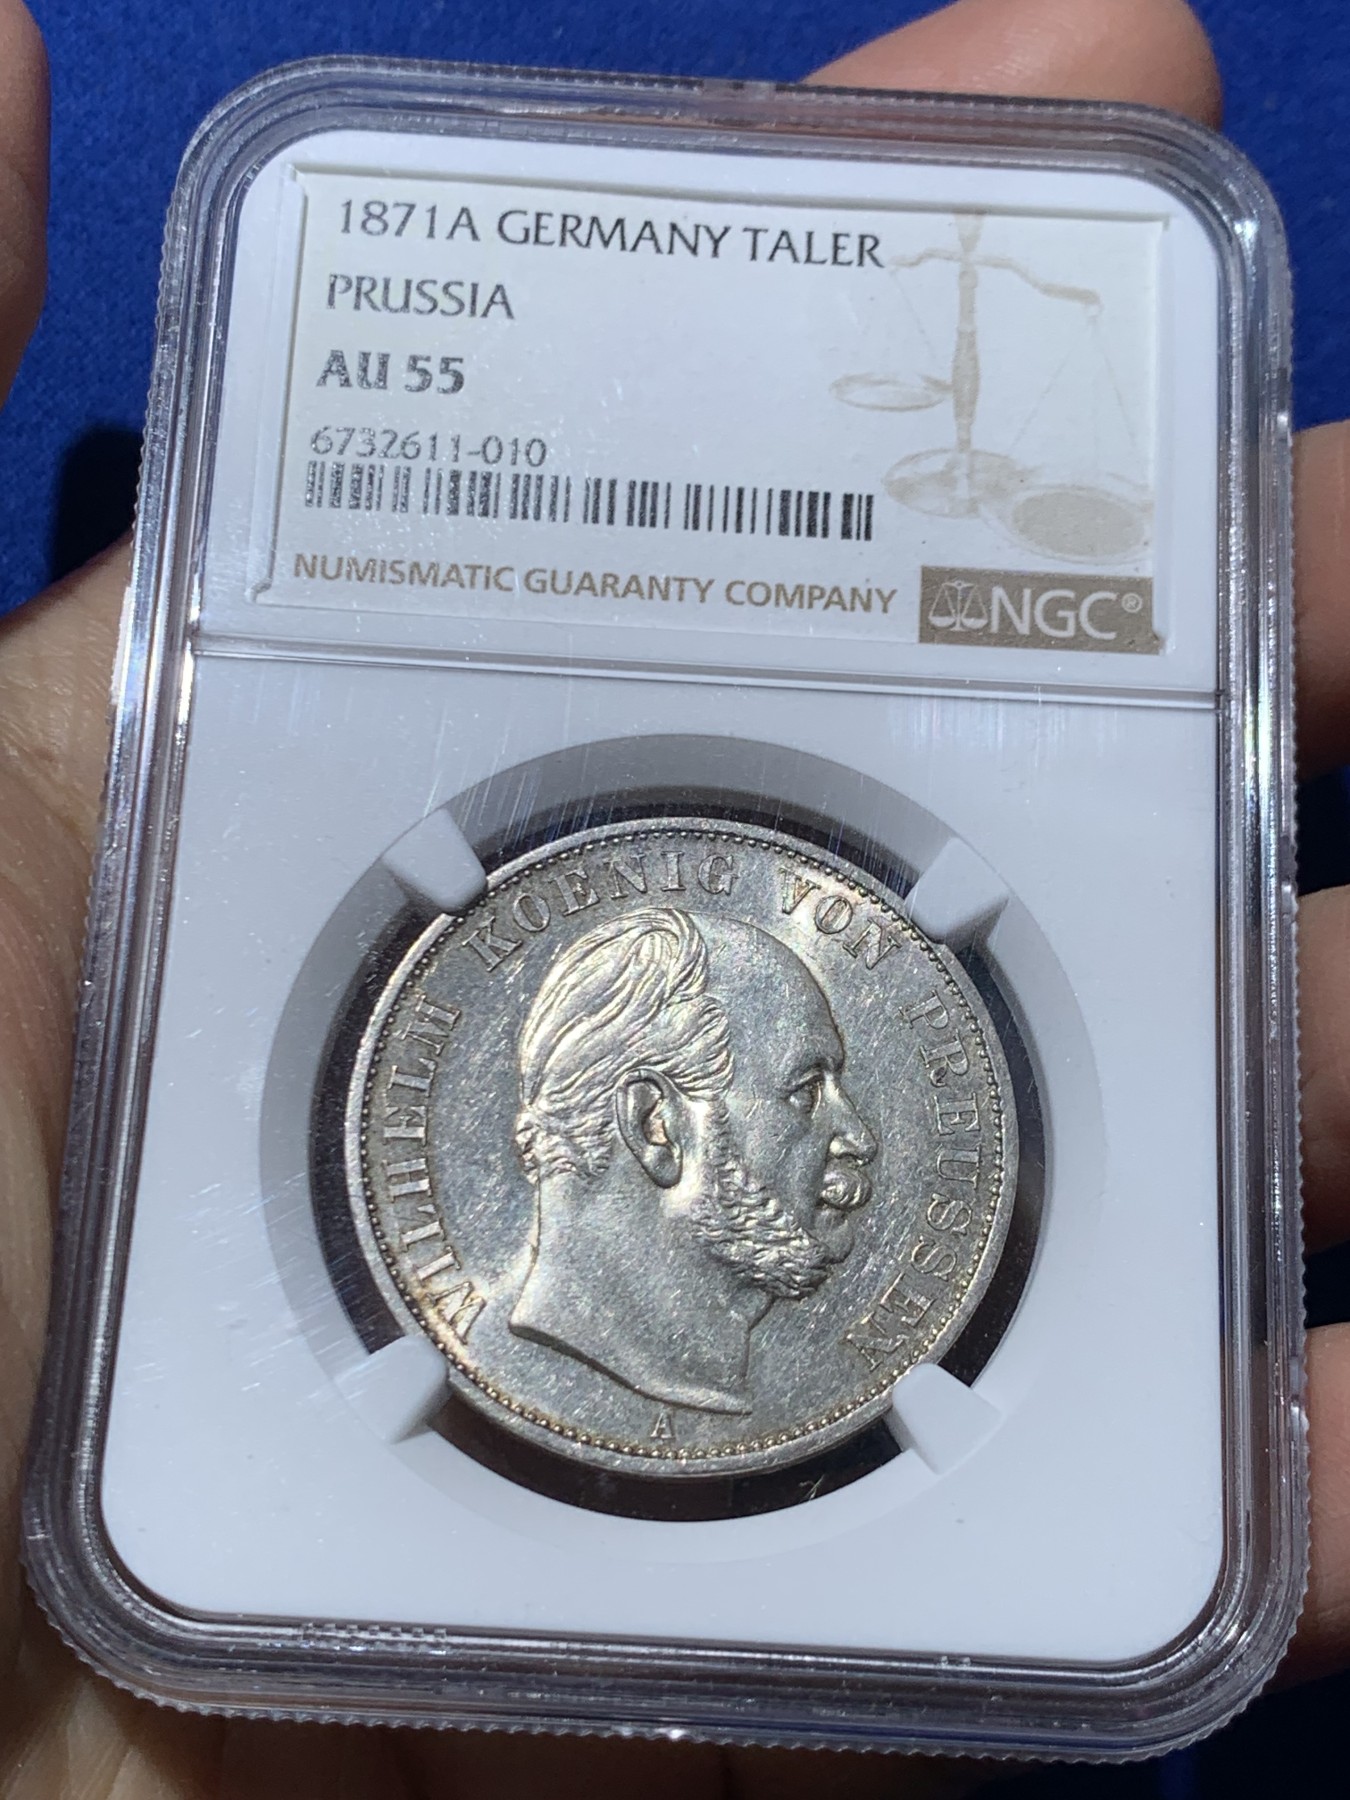 1871A GERMANY TALER
PRUSSIA
AU 55
6732611-010
NUMISMATIC GUARANTY COMPANY
NGC®
WILHELM KOENIG VON PREUSSEN
A